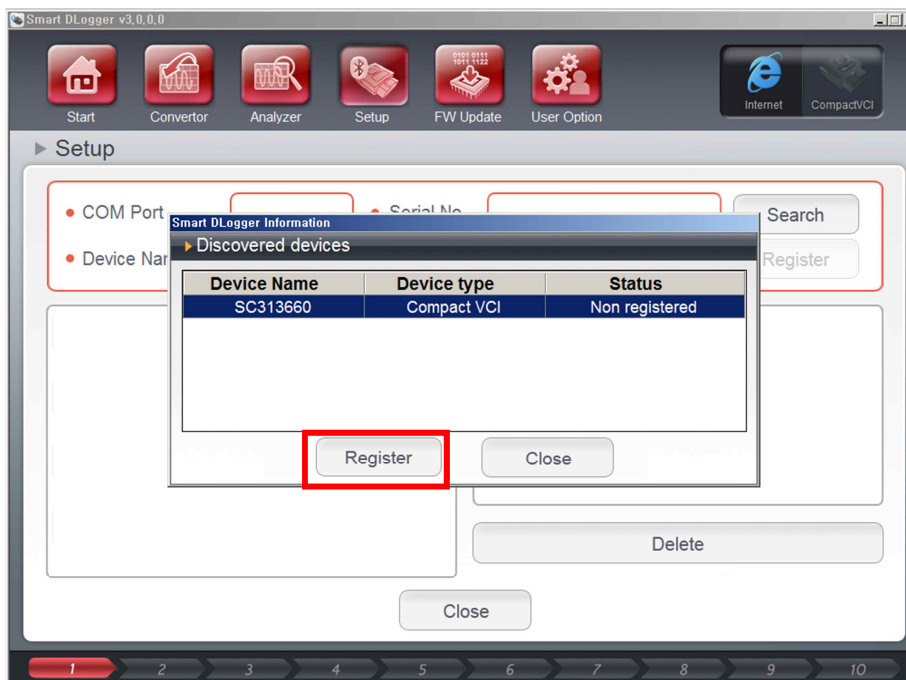 Smart DLogger v3,0,0,0
0101 0111
1011 1122
Start Convertor Analyzer Setup FW Update User Option Internet CompactVCI
Setup
COM Port Serial No Search
Smart DLogger Information
Discovered devices
Device Nar Register
Device Name Device type Status
SC313660 Compact VCI Non registered
Register Close
Delete
Close
1 2 3 4 5 6 7 8 9 10